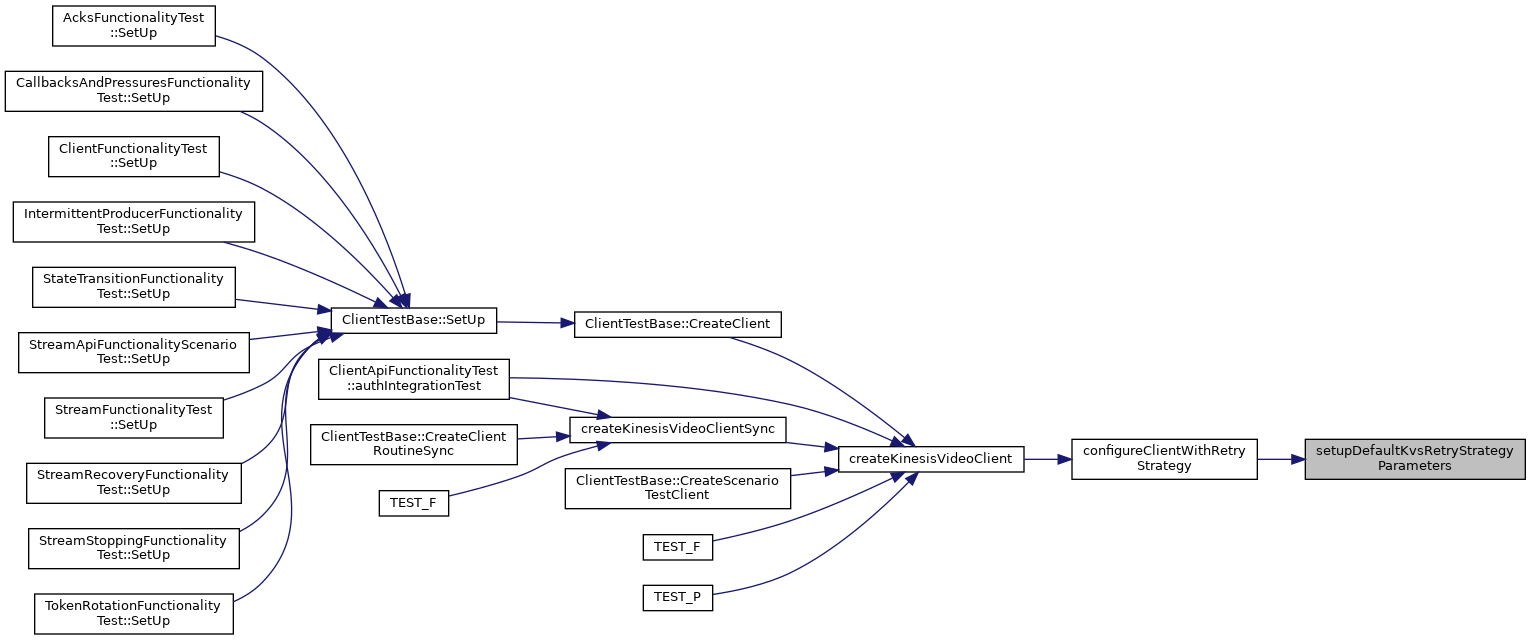 AcksFunctionalityTest
::SetUp
CallbacksAndPressuresFunctionality
Test::SetUp
ClientFunctionalityTest
::SetUp
IntermittentProducerFunctionality
Test::SetUp
StateTransitionFunctionality
Test::SetUp
StreamApiFunctionalityScenario
Test::SetUp
StreamFunctionalityTest
::SetUp
StreamRecoveryFunctionality
Test::SetUp
StreamStoppingFunctionality
Test::SetUp
TokenRotationFunctionality
Test::SetUp
ClientTestBase::SetUp
ClientApiFunctionalityTest
::authIntegrationTest
ClientTestBase::CreateClient
RoutineSync
TEST_F
ClientTestBase::CreateClient
createKinesisVideoClientSync
ClientTestBase::CreateScenario
TestClient
TEST_F
TEST_P
createKinesisVideoClient
configureClientWithRetry
Strategy
setupDefaultKvsRetryStrategy
Parameters